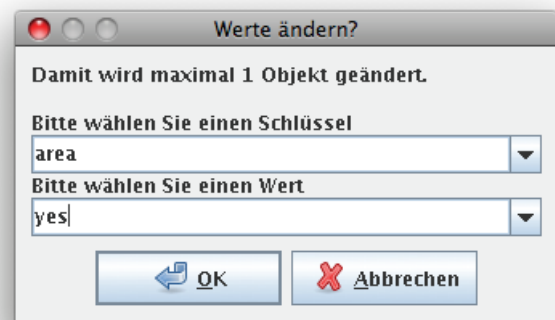 Werte ändern?
Damit wird maximal 1 Objekt geändert.
Bitte wählen Sie einen Schlüssel
area
Bitte wählen Sie einen Wert
yes
OK Abbrechen